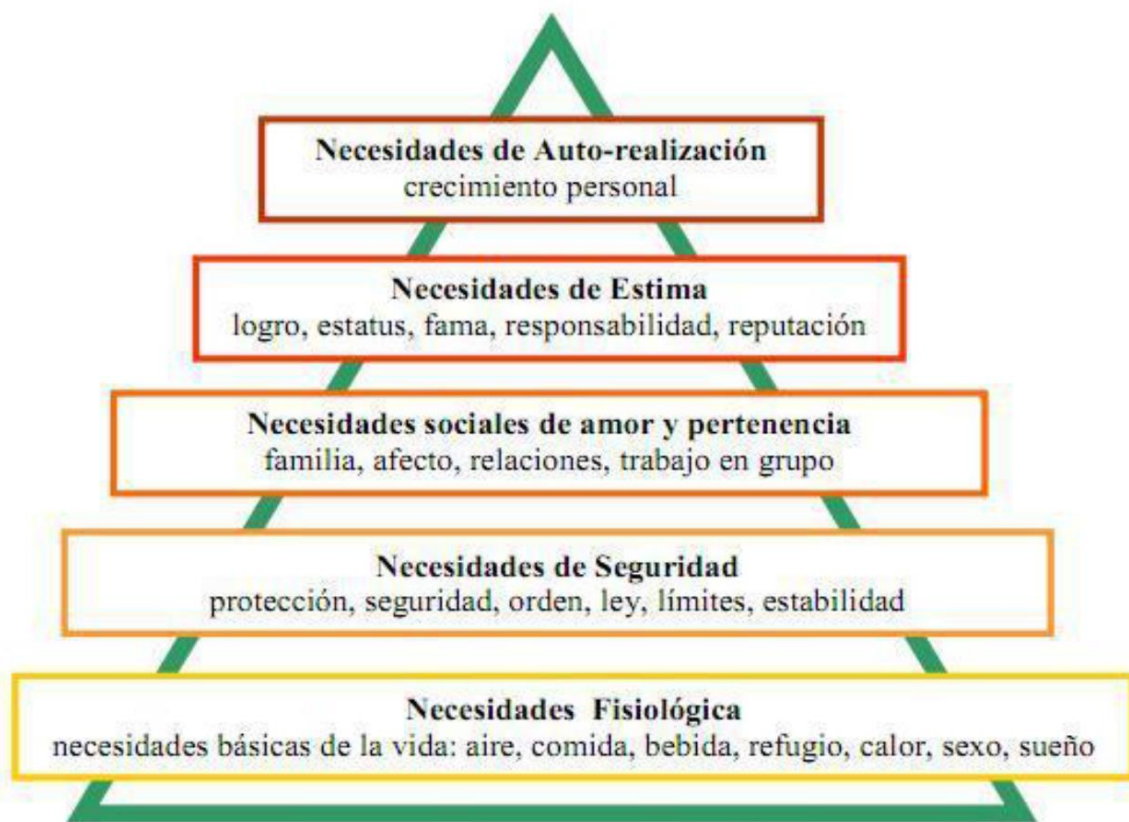 Necesidades de Auto-realización
crecimiento personal
Necesidades de Estima
logro, estatus, fama, responsabilidad, reputación
Necesidades sociales de amor y pertenencia
familia, afecto, relaciones, trabajo en grupo
Necesidades de Seguridad
protección, seguridad, orden, ley, límites, estabilidad
Necesidades Fisiológica
necesidades básicas de la vida: aire, comida, bebida, refugio, calor, sexo, sueño